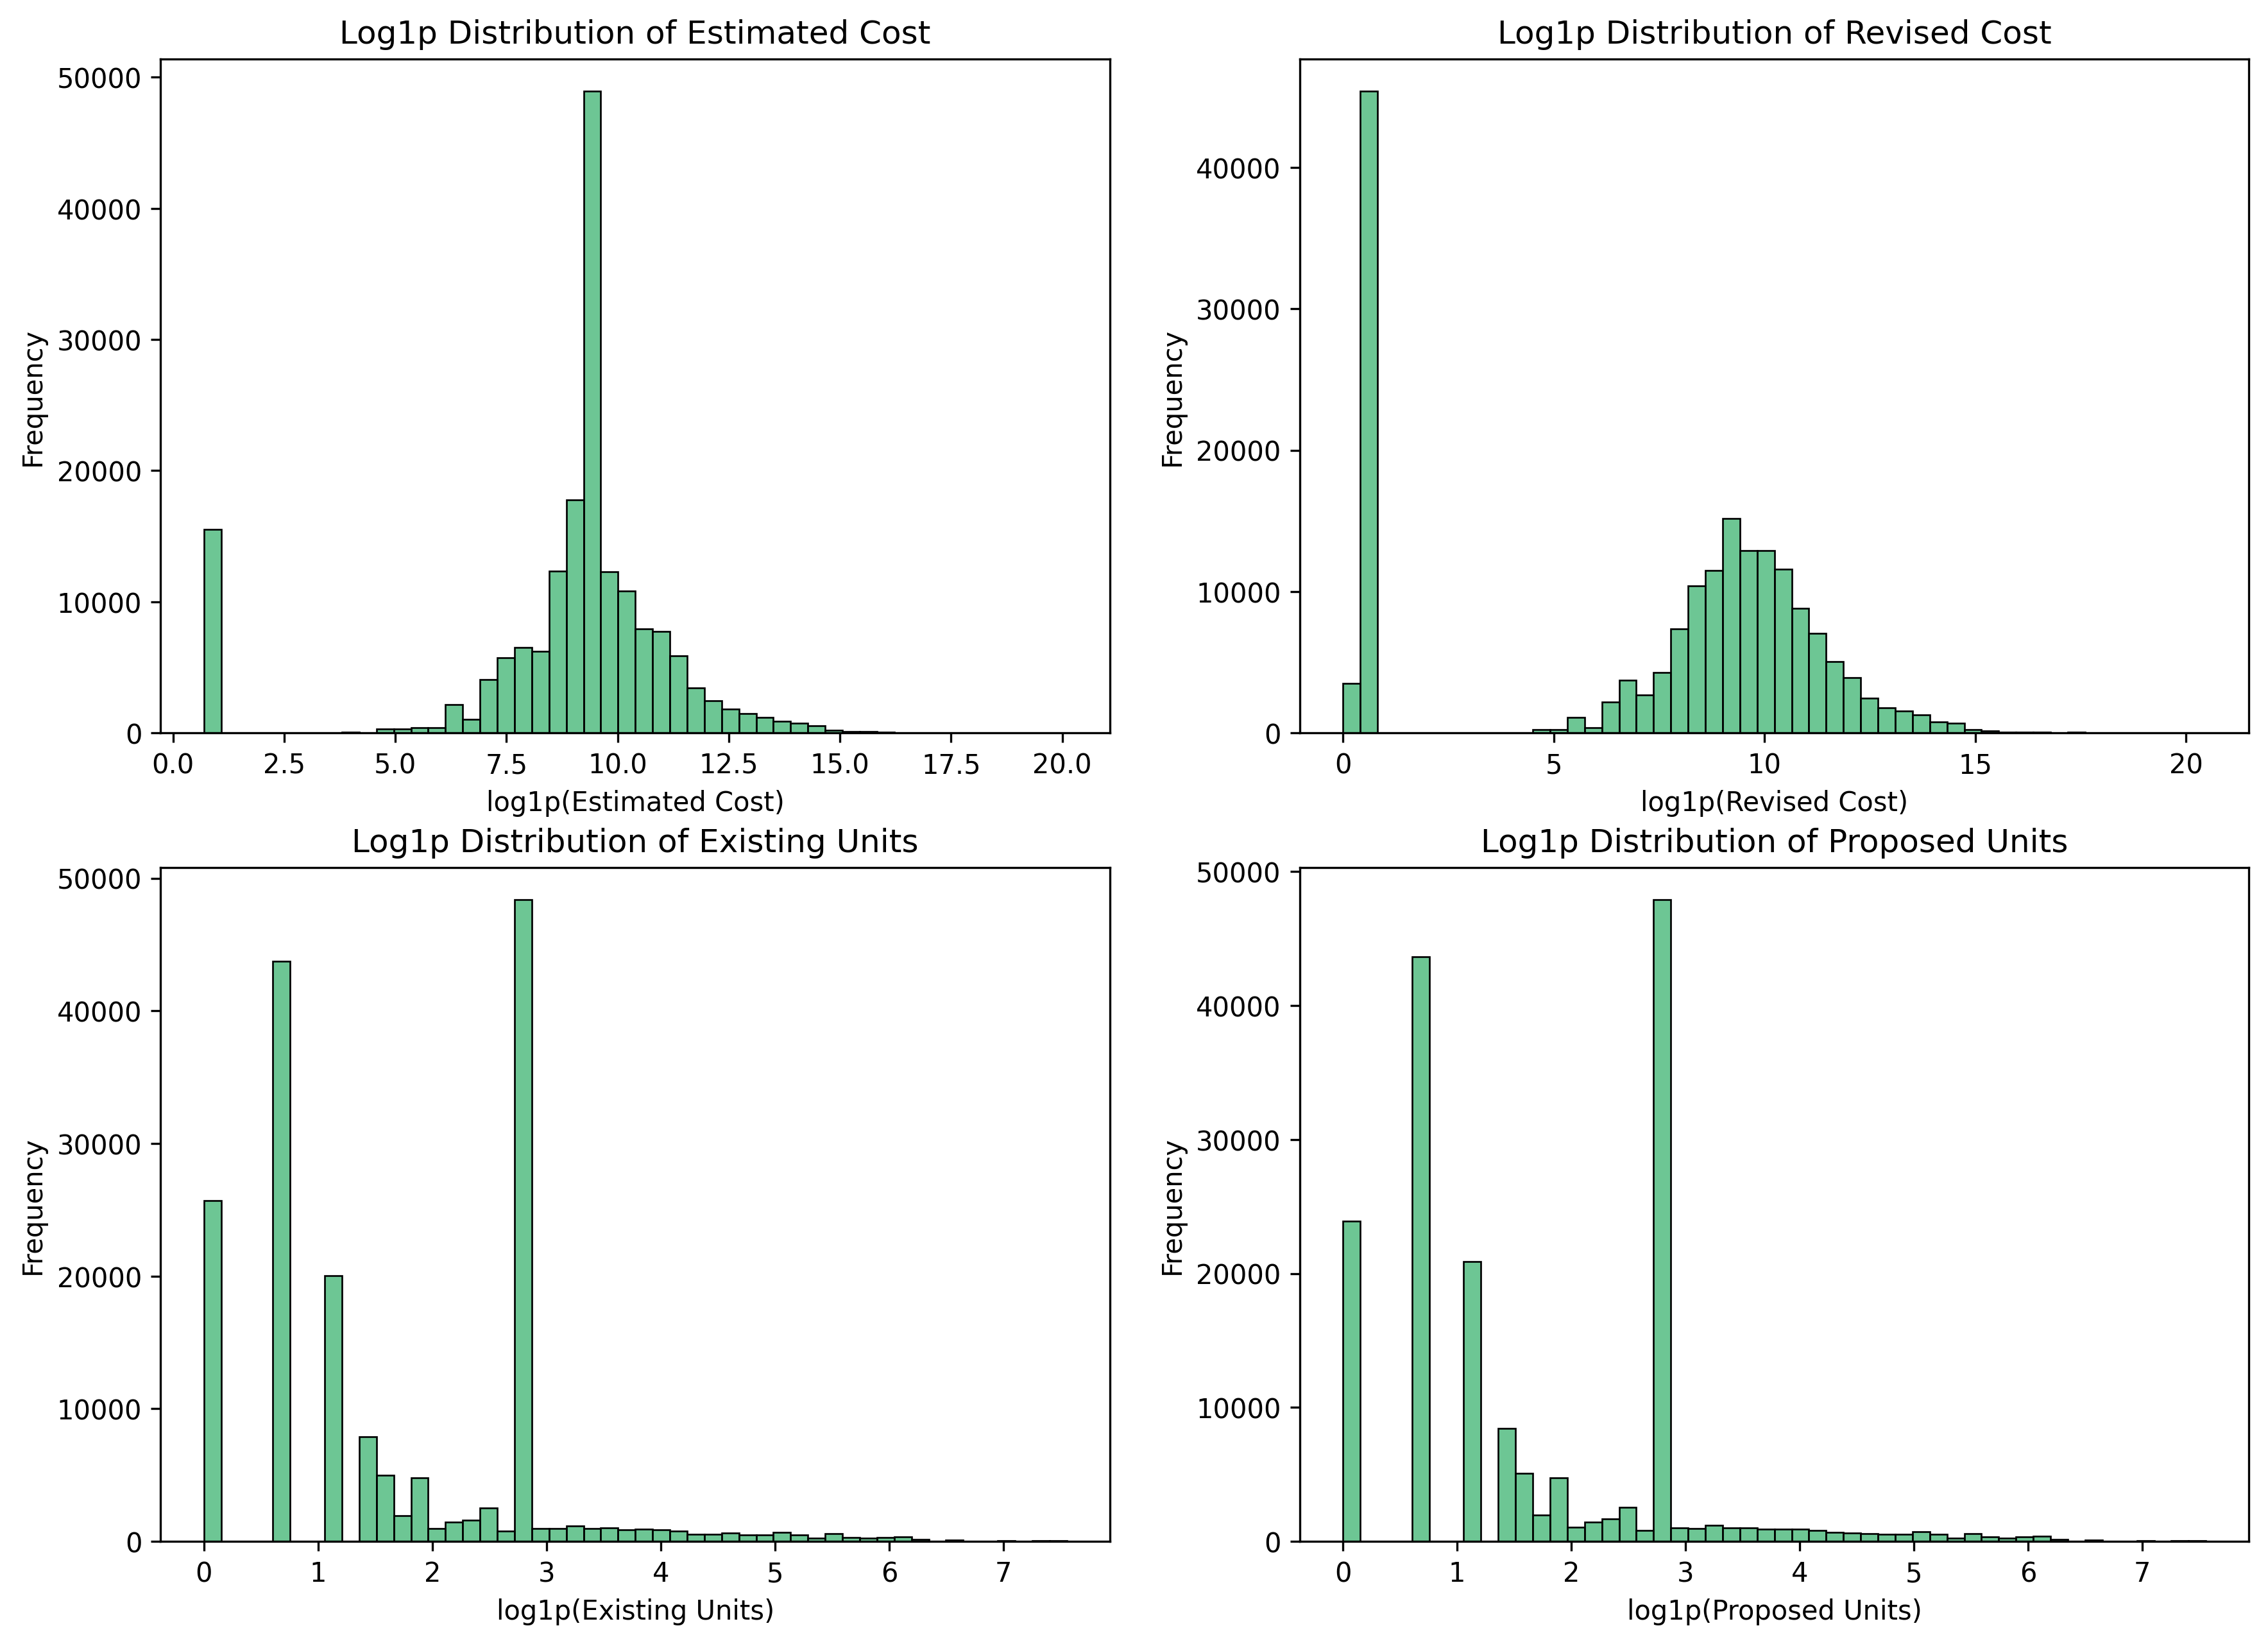 Log1p Distribution of Estimated Cost
Frequency
50000
40000
30000
20000
10000
0
0.0 2.5 5.0 7.5 10.0 12.5 15.0 17.5 20.0
log1p(Estimated Cost)
Log1p Distribution of Revised Cost
Frequency
40000
30000
20000
10000
0
0 5 10 15 20
log1p(Revised Cost)
Log1p Distribution of Existing Units
Frequency
50000
40000
30000
20000
10000
0
0 1 2 3 4 5 6 7
log1p(Existing Units)
Log1p Distribution of Proposed Units
Frequency
50000
40000
30000
20000
10000
0
0 1 2 3 4 5 6 7
log1p(Proposed Units)